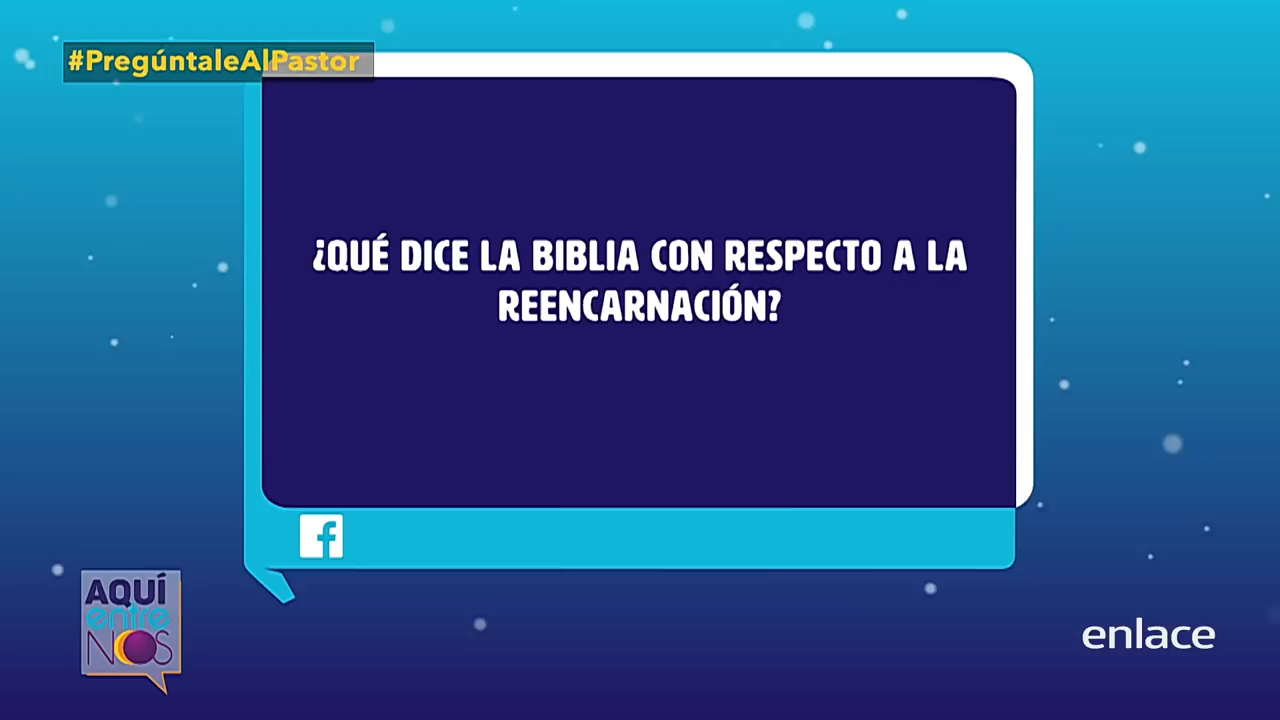 #PregúntaleAlPastor
¿QUÉ DICE LA BIBLIA CON RESPECTO A LA
REENCARNACIÓN?
f
AQUÍ
entre
NOS
enlace